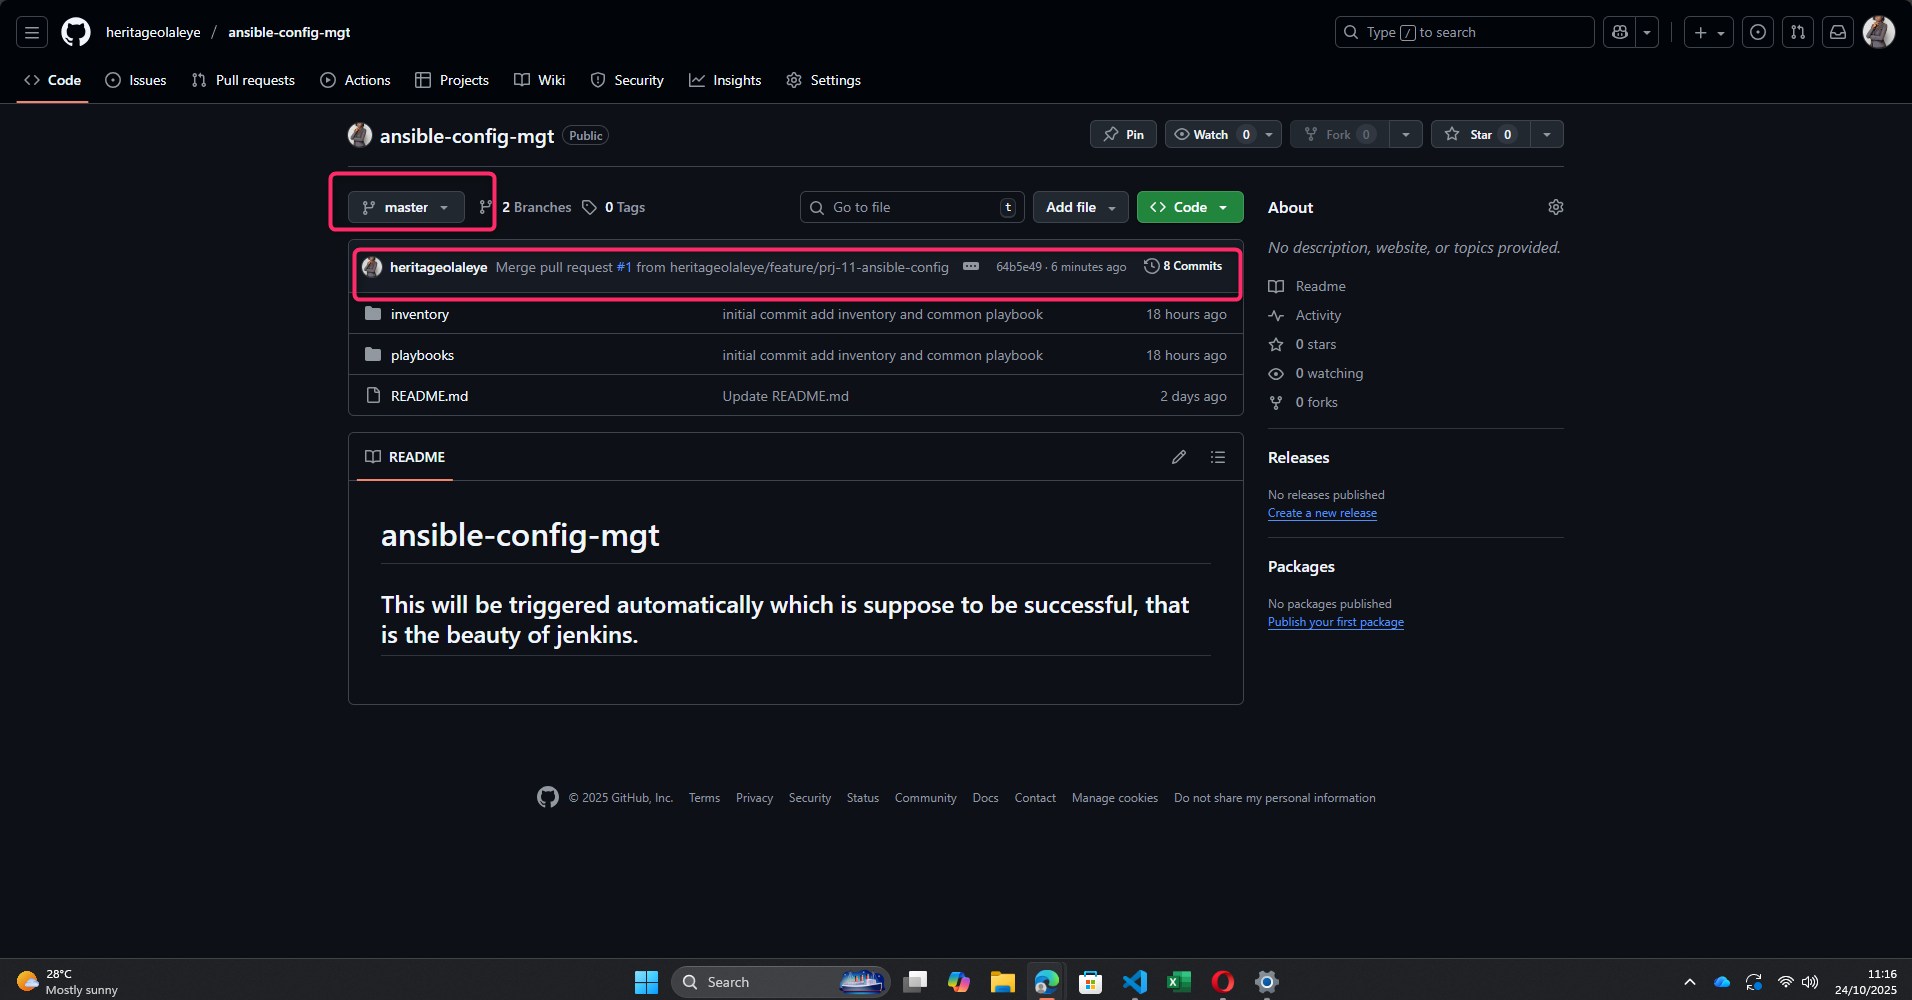 heritageolaleye / ansible-config-mgt
Type / to search
Code Issues Pull requests Actions Projects Wiki Security Insights Settings
ansible-config-mgt Public
Pin Watch 0 Fork 0 Star 0
master 2 Branches 0 Tags
Go to file t Add file Code
heritageolaleye Merge pull request #1 from heritageolaleye/feature/prj-11-ansible-config 64b5e49 · 6 minutes ago 8 Commits
inventory initial commit add inventory and common playbook 18 hours ago
playbooks initial commit add inventory and common playbook 18 hours ago
README.md Update README.md 2 days ago
README
ansible-config-mgt
This will be triggered automatically which is suppose to be successful, that
is the beauty of jenkins.
About
No description, website, or topics provided.
Readme
Activity
0 stars
0 watching
0 forks
Releases
No releases published
Create a new release
Packages
No packages published
Publish your first package
© 2025 GitHub, Inc. Terms Privacy Security Status Community Docs Contact Manage cookies Do not share my personal information
28°C
Mostly sunny
Search
11:16
24/10/2025